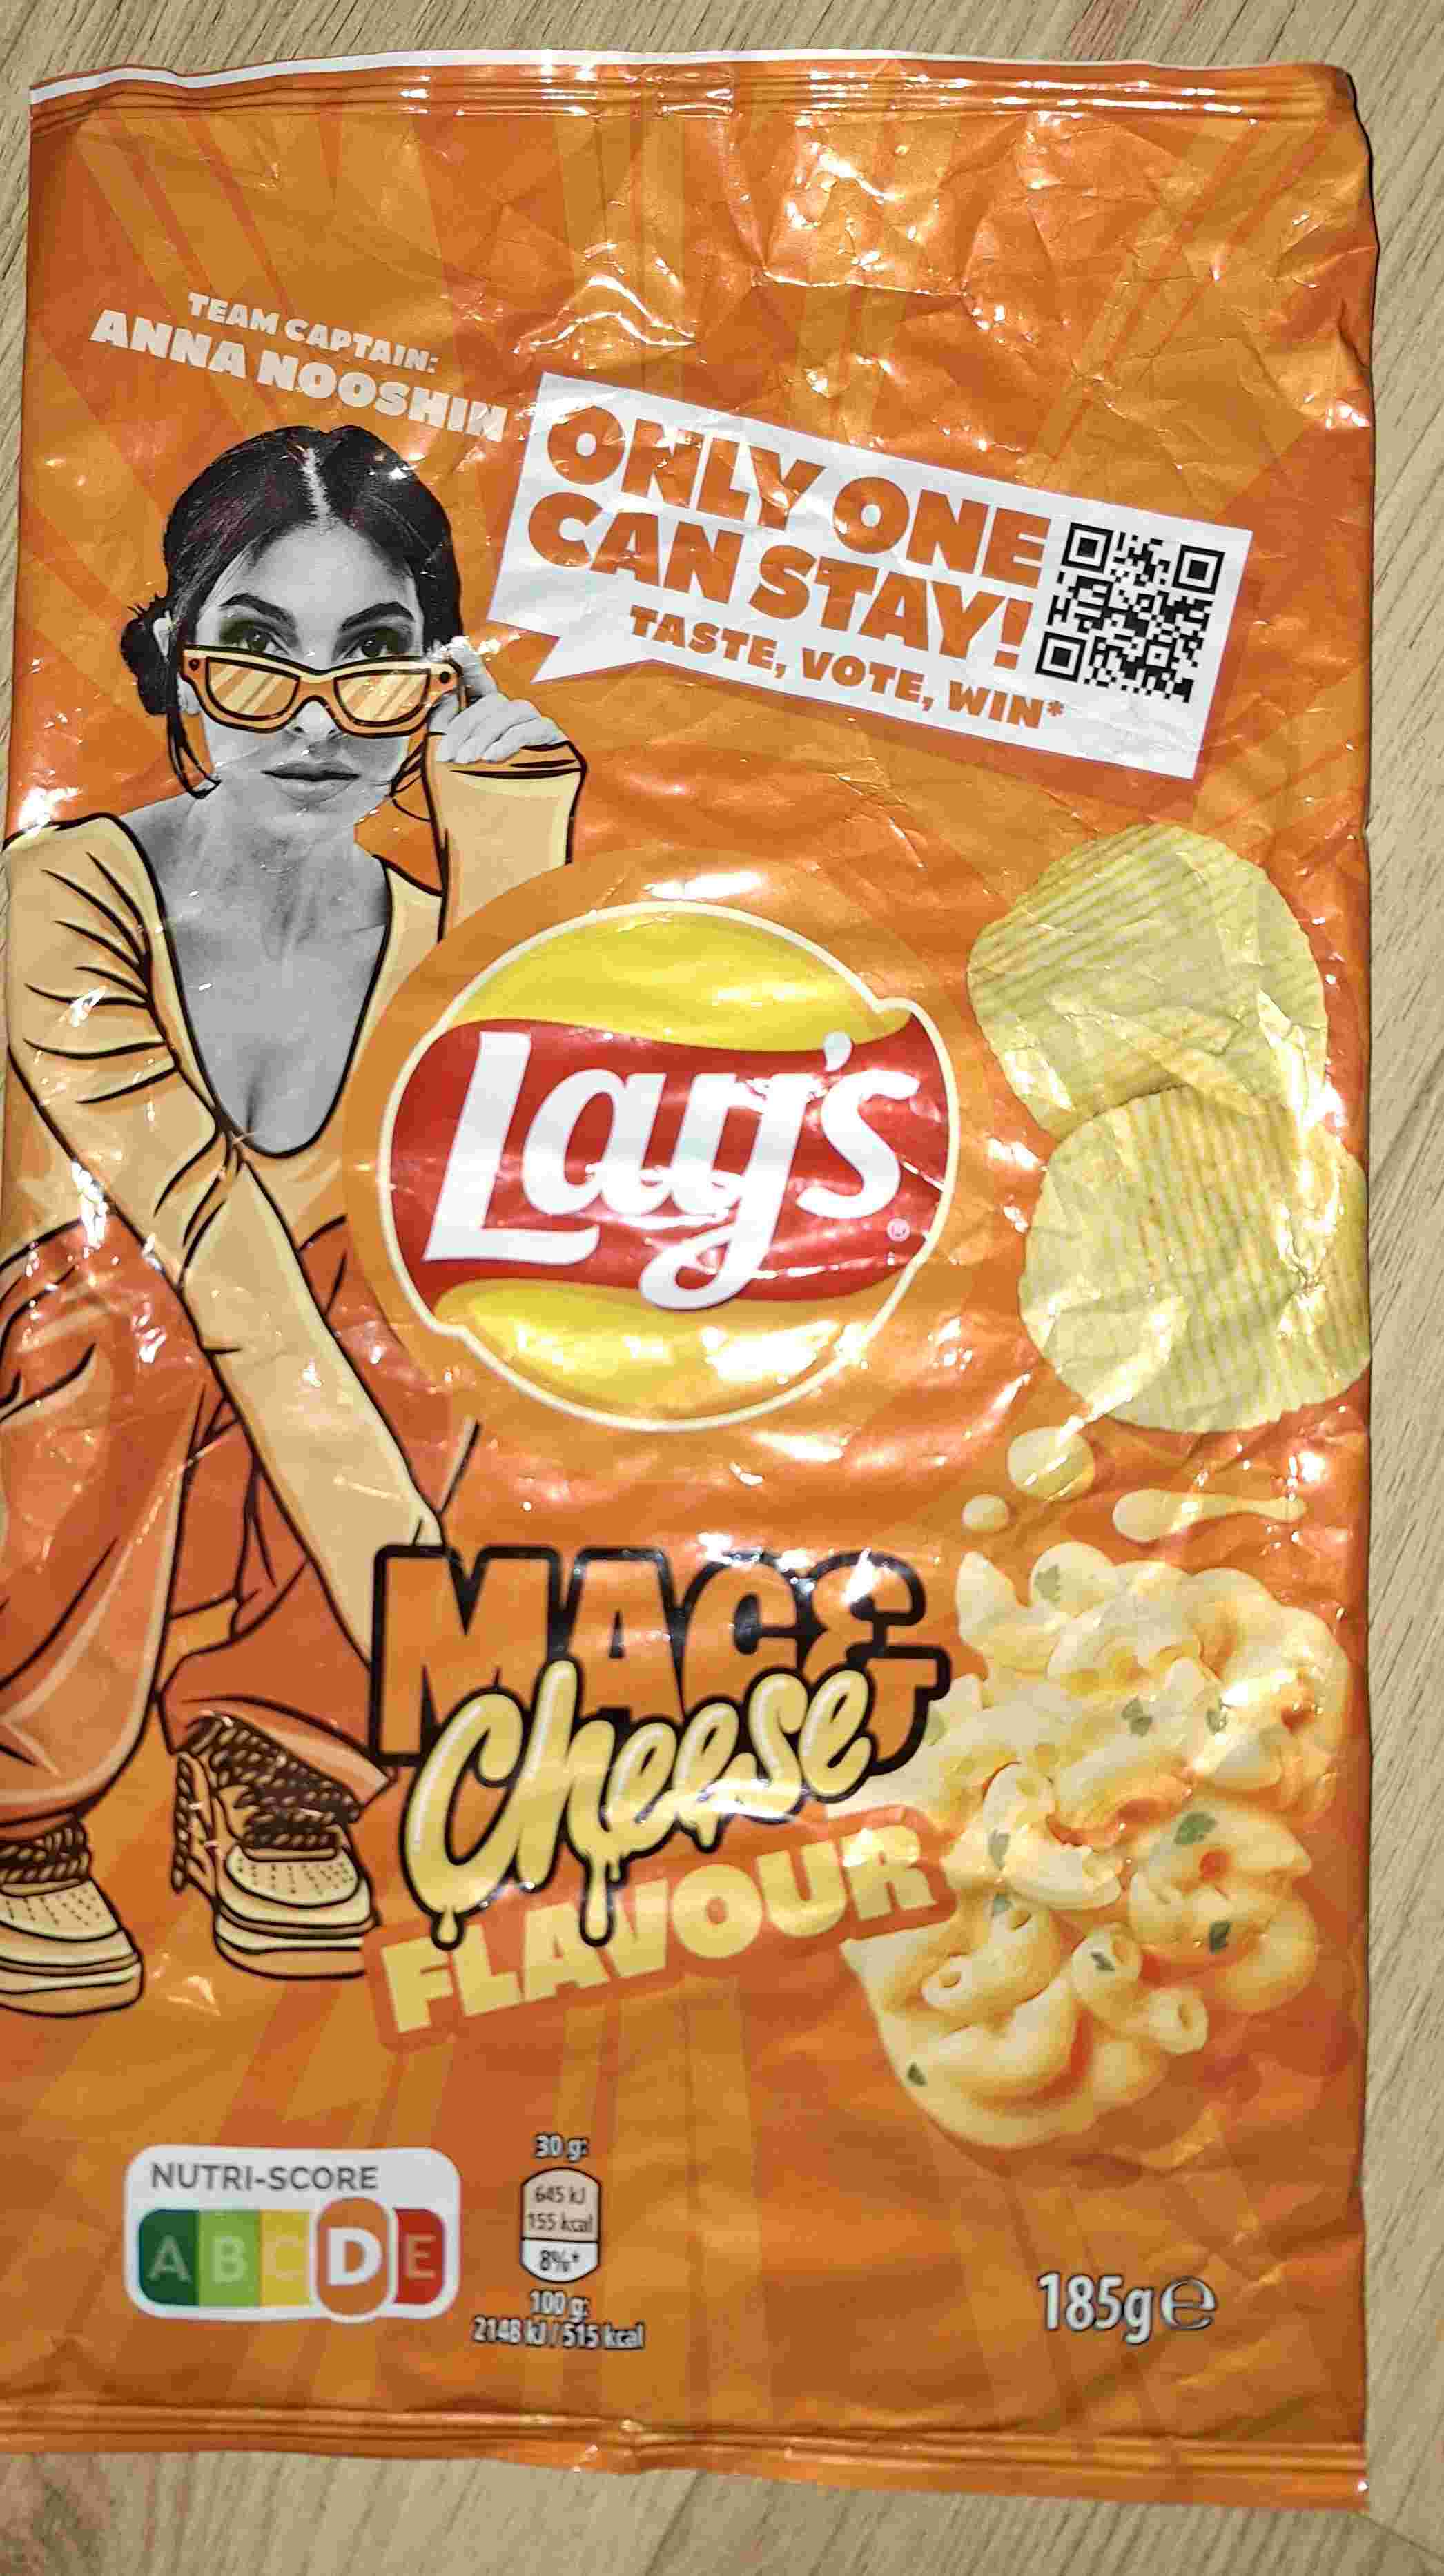 TEAM CAPTAIN:
ANNA NOOSHIN
ONLY ONE
CAN STAY!
TASTE, VOTE, WIN*
Lay's
MAC &
Cheese
FLAVOUR
NUTRI-SCORE
A B C D E
30 g:
645 kJ
155 kcal
8%*
100 g:
2148 kJ / 515 kcal
185g ℮